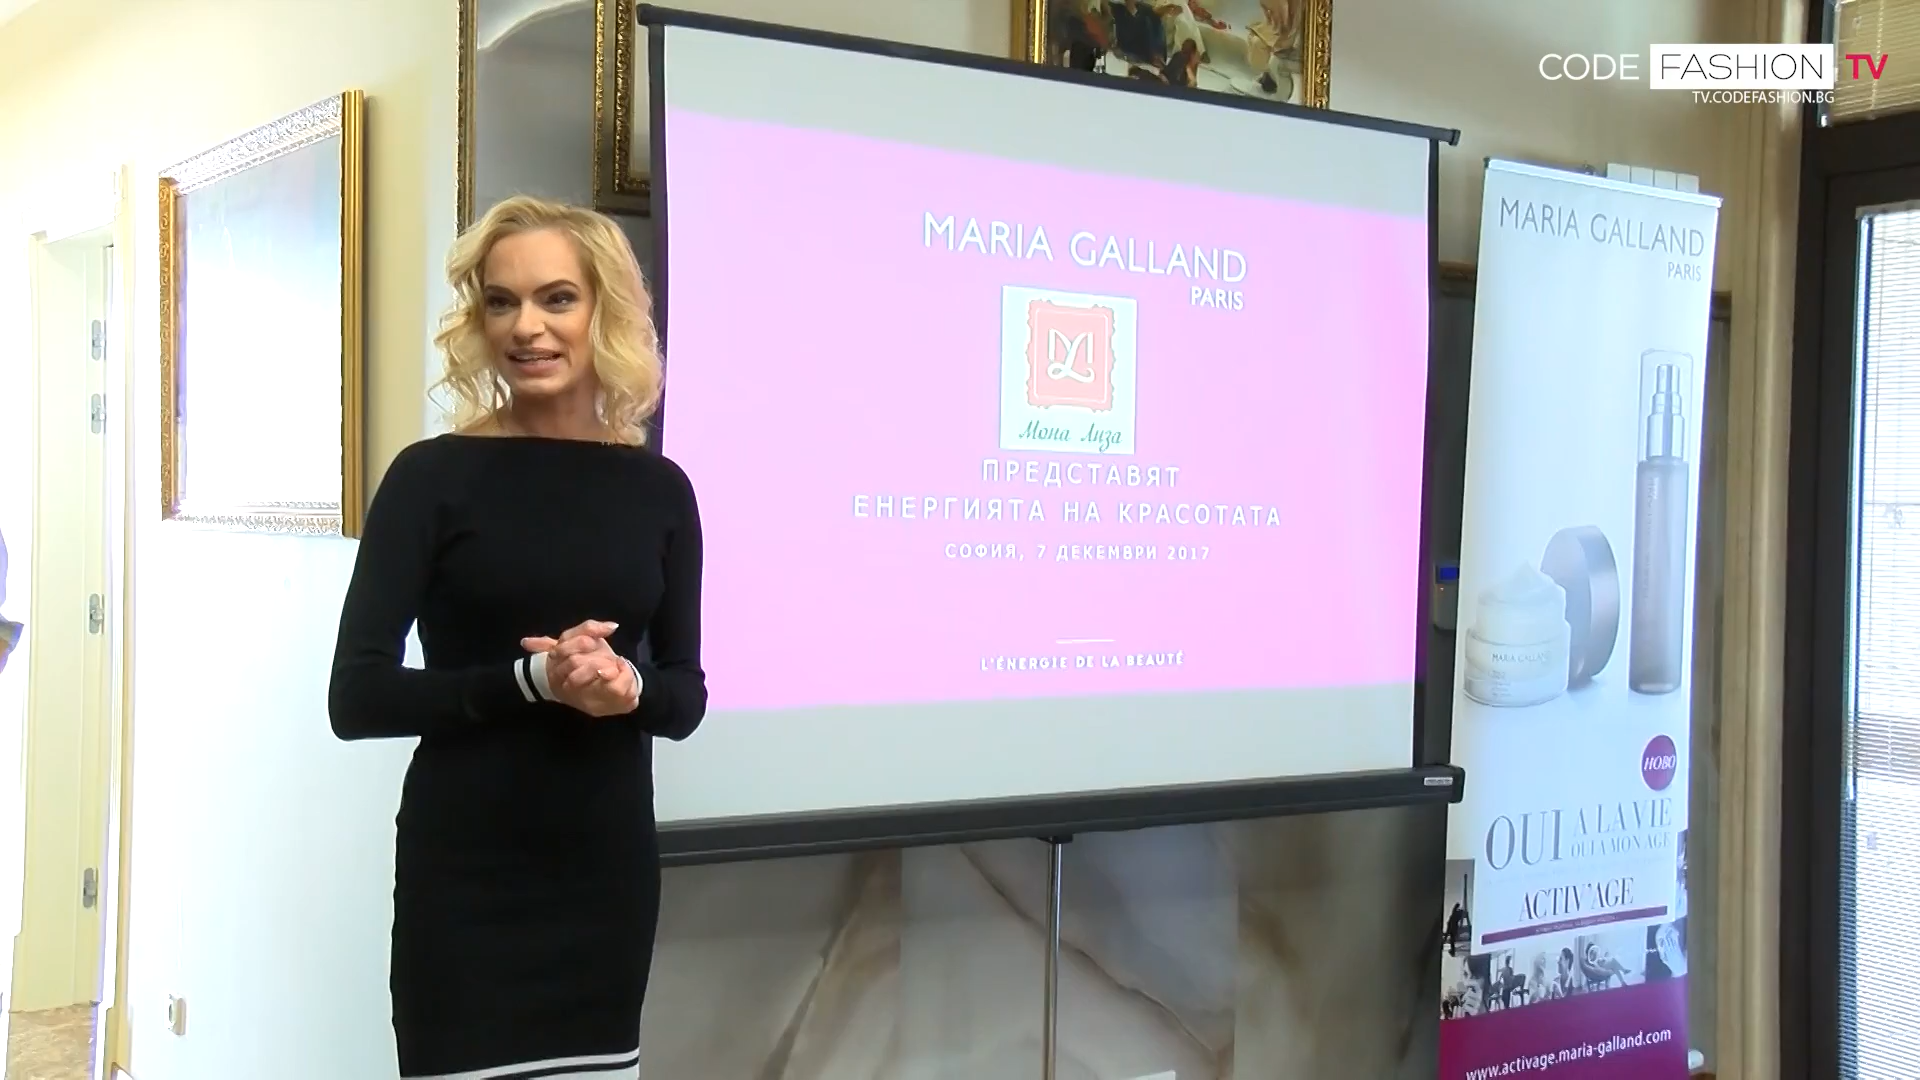 CODE FASHION TV
TV.CODEFASHION.BG
MARIA GALLAND
PARIS
Мона Лиза
ПРЕДСТАВЯТ
ЕНЕРГИЯТА НА КРАСОТАТА
СОФИЯ, 7 ДЕКЕМВРИ 2017
L'ÉNERGIE DE LA BEAUTÉ
MARIA GALLAND
PARIS
MARIA GALLAND
НОВО
OUI A LA VIE
OUI A MON AGE
ACTIV'AGE
www.activage.maria-galland.com